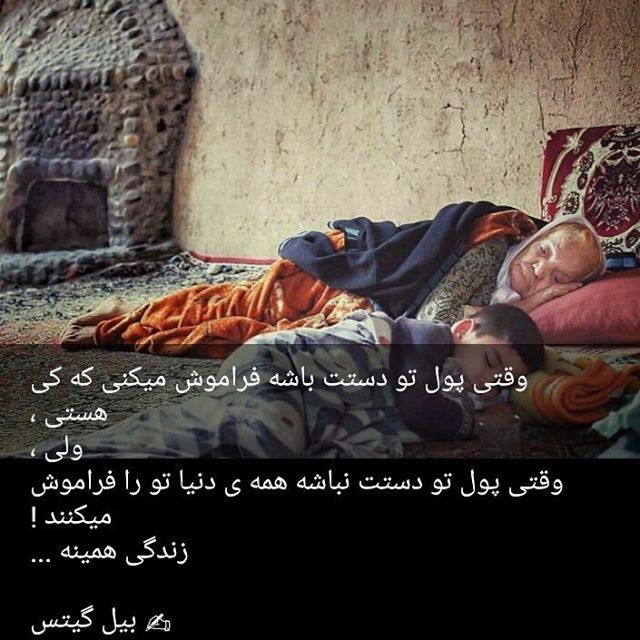 وقتی پول تو دستت باشه فراموش میکنی که کی
هستی ،
ولی ،
وقتی پول تو دستت نباشه همه ی دنیا تو را فراموش
میکنند !
زندگی همینه ...
✍ بیل گیتس